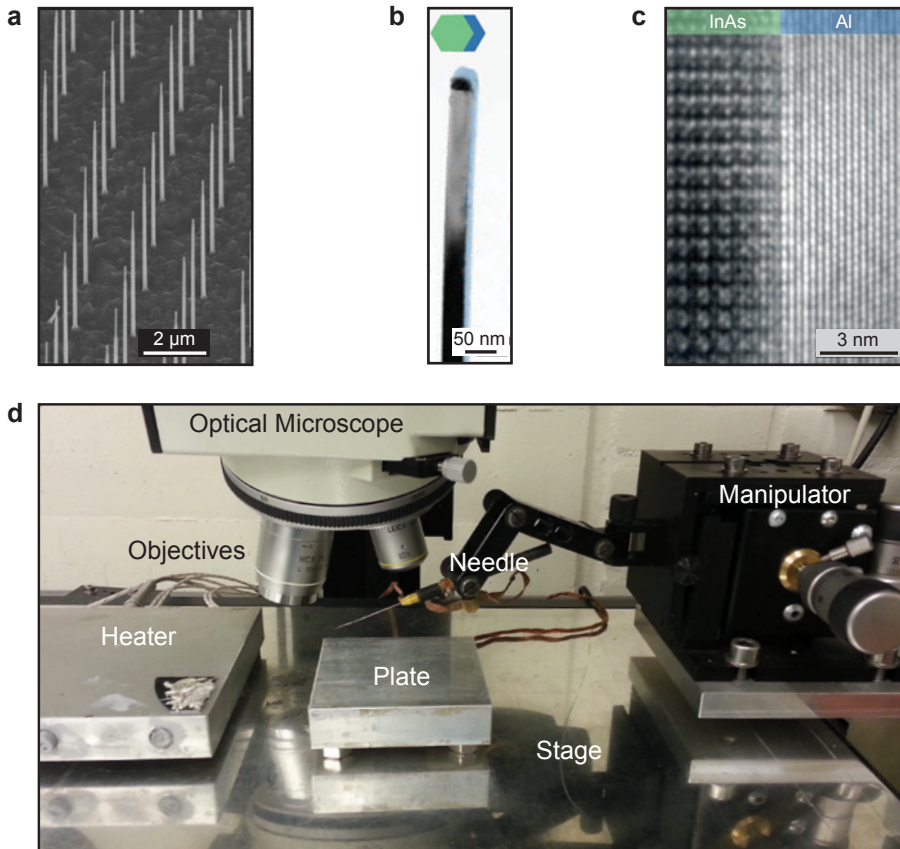 a
b
c
InAs
Al
2 µm
50 nm
3 nm
d
Optical Microscope
Objectives
Needle
Manipulator
Heater
Plate
Stage